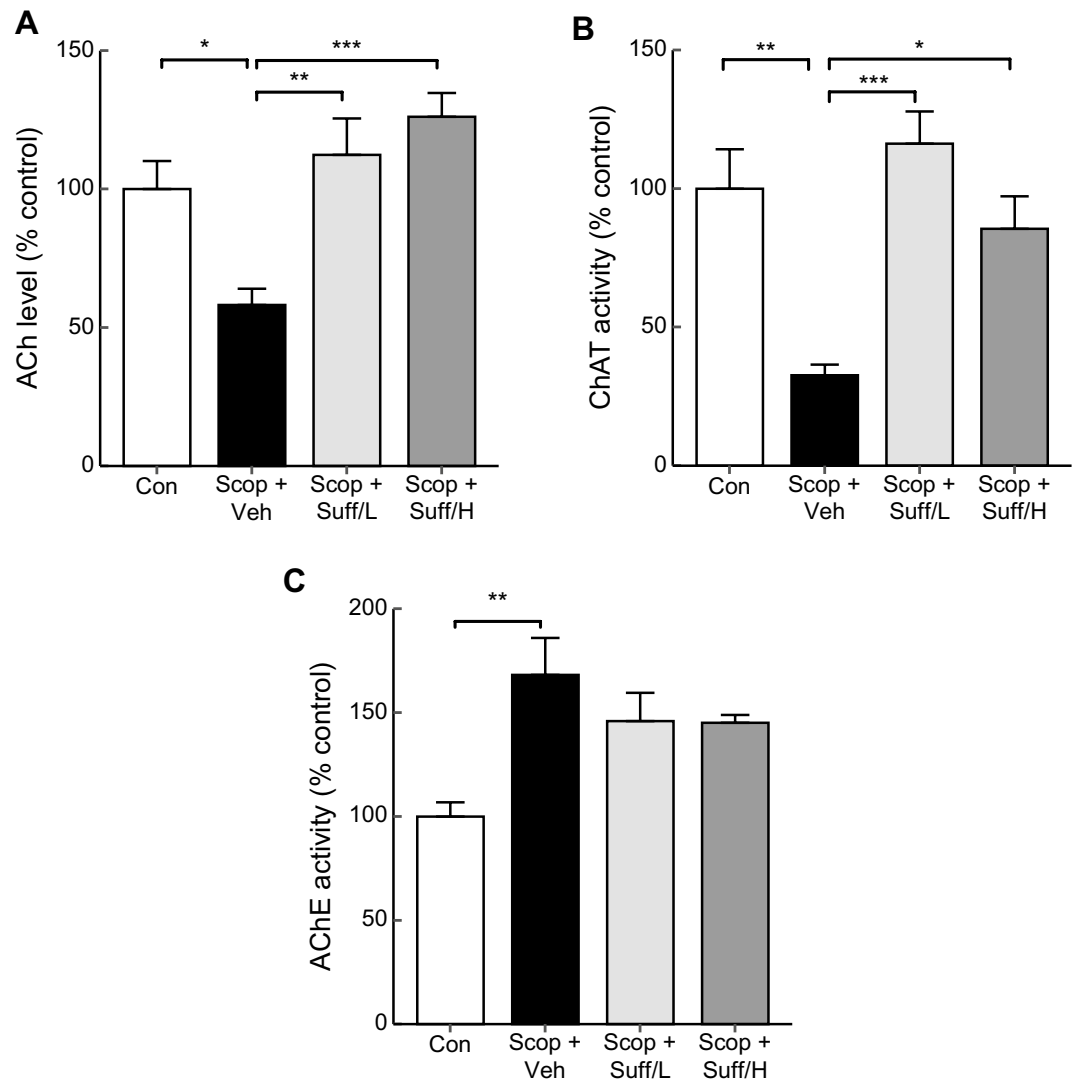 A
ACh level (% control)
150
100
50
0
*
***
**
Con
Scop +
Veh
Scop +
Suff/L
Scop +
Suff/H
B
ChAT activity (% control)
150
100
50
0
**
*
***
Con
Scop +
Veh
Scop +
Suff/L
Scop +
Suff/H
C
AChE activity (% control)
200
150
100
50
0
**
Con
Scop +
Veh
Scop +
Suff/L
Scop +
Suff/H